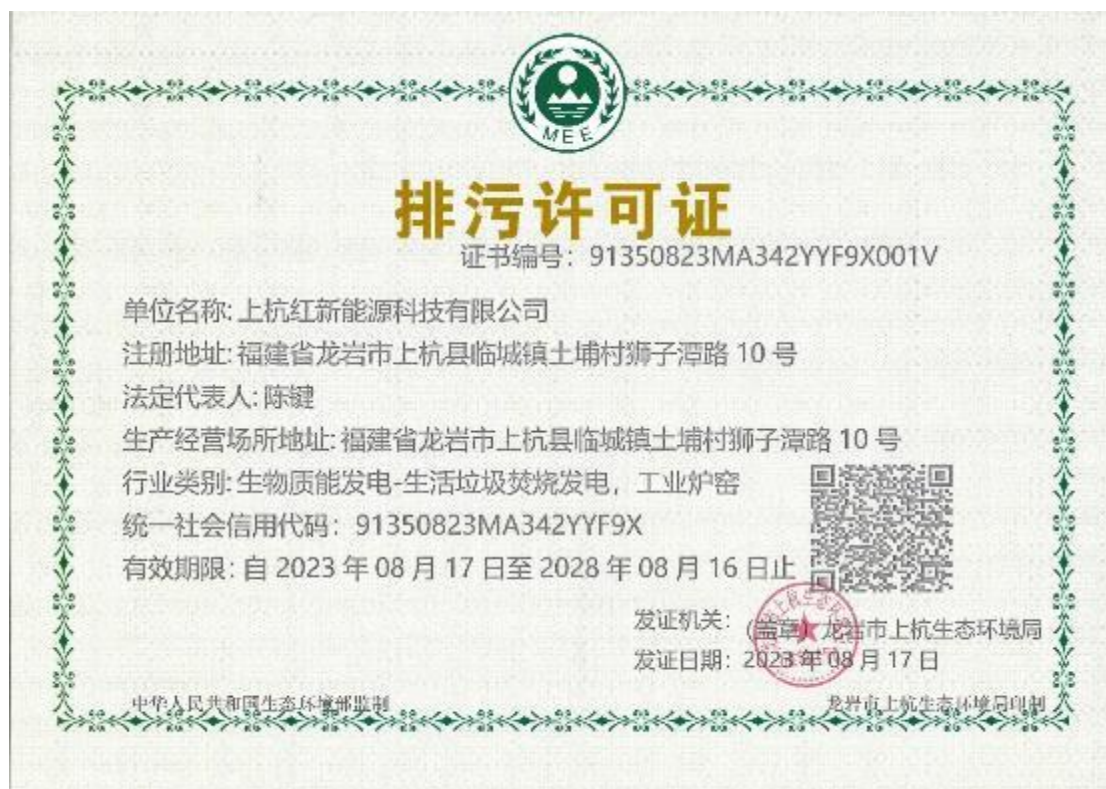 MEE
排污许可证
证书编号：91350823MA342YYF9X001V
单位名称:上杭红新能源科技有限公司
注册地址:福建省龙岩市上杭县临城镇土埔村狮子潭路 10 号
法定代表人:陈键
生产经营场所地址:福建省龙岩市上杭县临城镇土埔村狮子潭路 10 号
行业类别:生物质能发电-生活垃圾焚烧发电，工业炉窑
统一社会信用代码：91350823MA342YYF9X
有效期限:自 2023 年 08 月 17 日至 2028 年 08 月 16 日止
发证机关：(盖章)龙岩市上杭生态环境局
发证日期：2023 年 08 月 17 日
中华人民共和国生态环境部监制
龙岩市上杭生态环境局印制